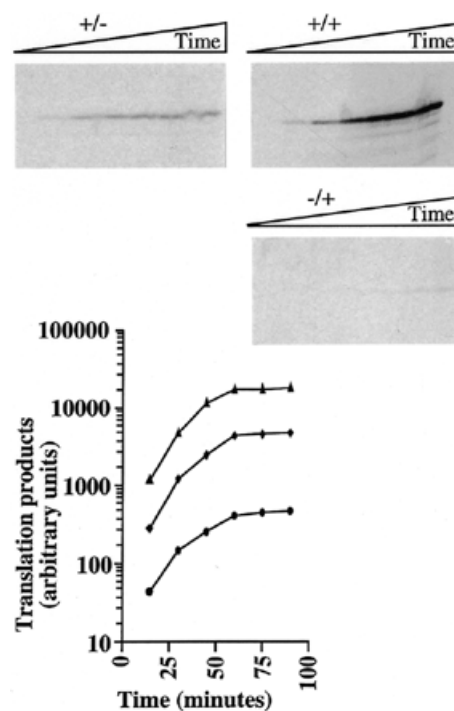 +/-
Time
+/+
Time
-/+
Time
Translation products
(arbitrary units)
100000
10000
1000
100
10
0
25
50
75
100
Time (minutes)